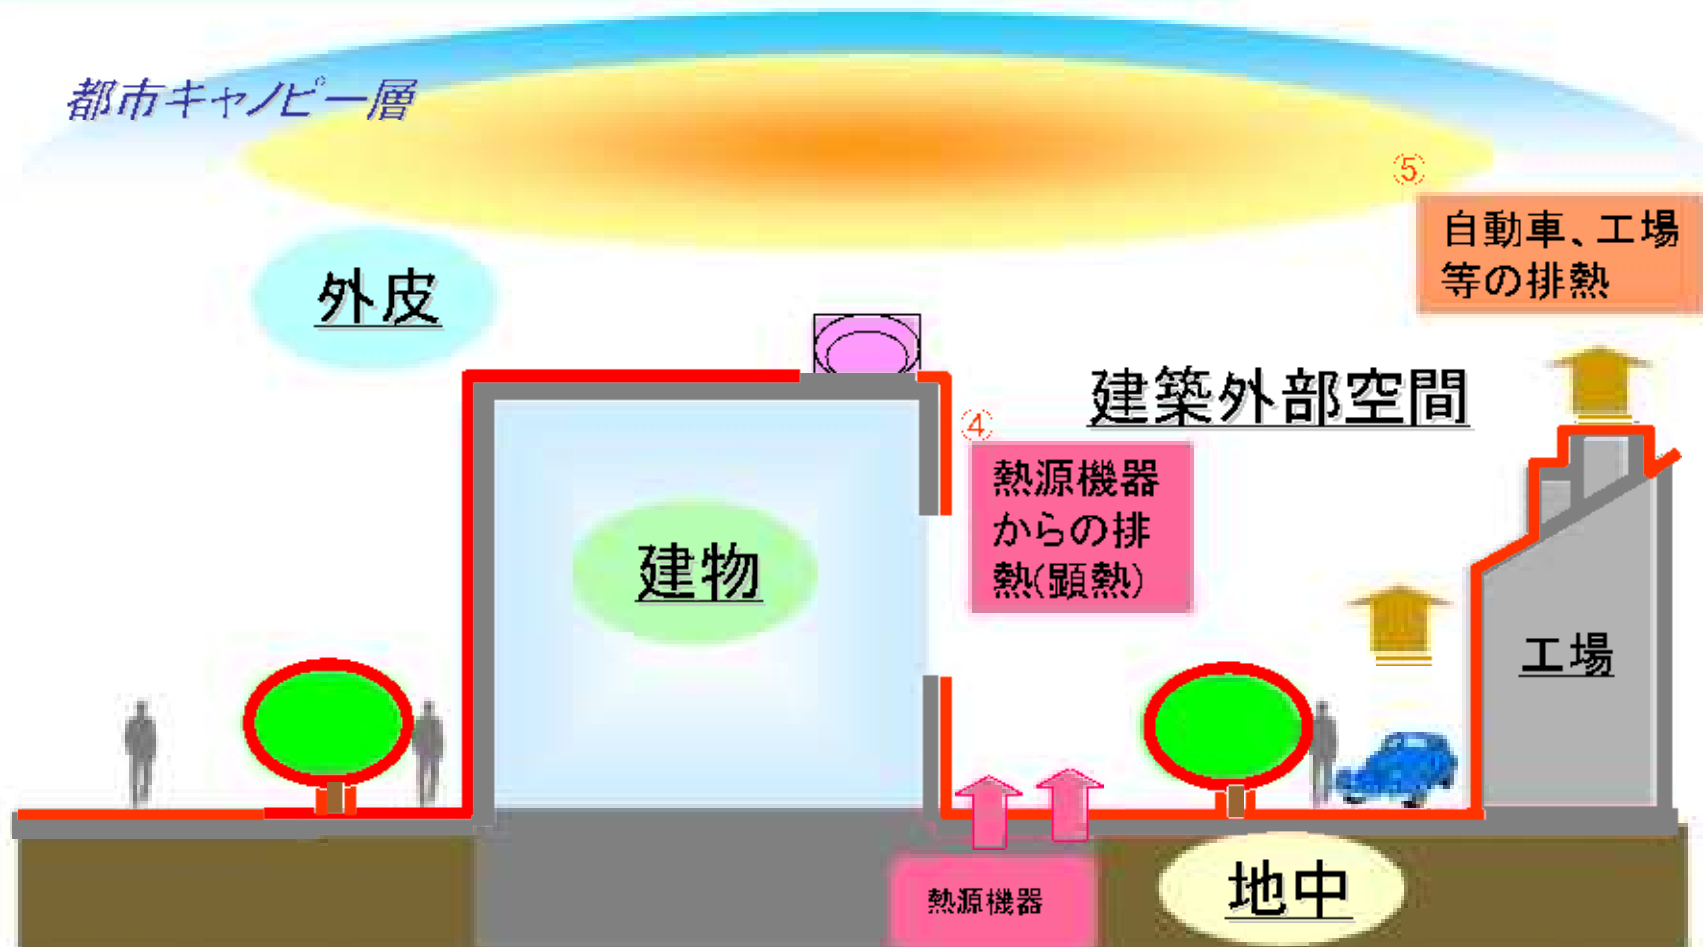 都市キャノピー層
⑤
自動車、工場
等の排熱
外皮
建築外部空間
④
熱源機器
からの排
熱(顕熱)
建物
工場
地中
熱源機器